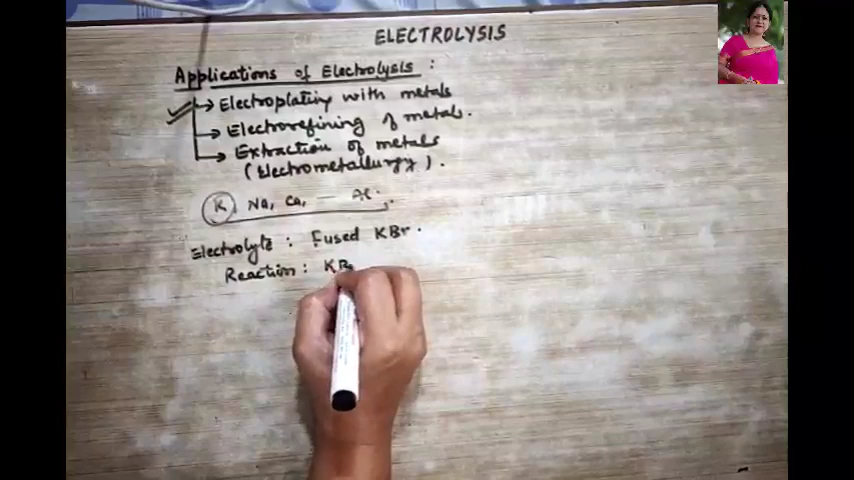 ELECTROLYSIS
Applications of Electrolysis :
Electroplating with metals
Electrorefining of metals.
Extraction of metals
(Electrometallurgy).
K, Na, Ca, — Al.
Electrolyte : Fused KBr.
Reaction : KBr